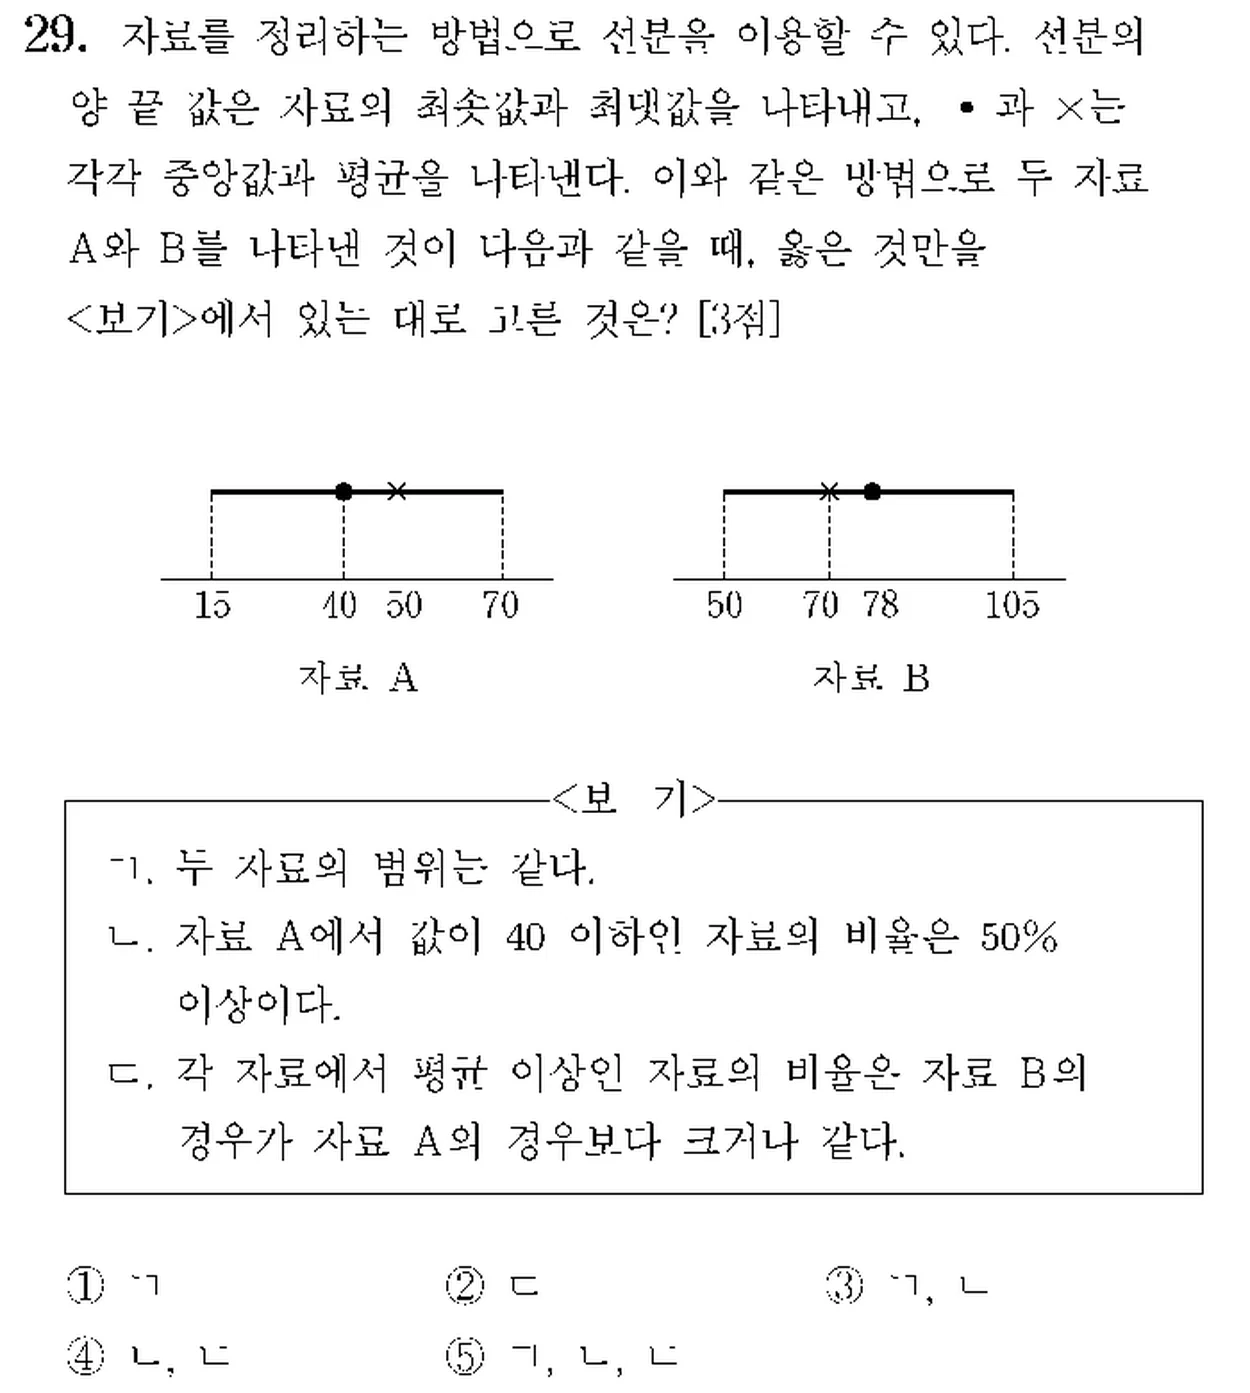 29. 자료를 정리하는 방법으로 선분을 이용할 수 있다. 선분의
양 끝 값은 자료의 최솟값과 최댓값을 나타내고, • 과 ×는
각각 중앙값과 평균을 나타낸다. 이와 같은 방법으로 두 자료
A와 B를 나타낸 것이 다음과 같을 때, 옳은 것만을
<보기>에서 있는 대로 고른 것은? [3점]
15 40 50 70
50 70 78 105
자료 A
자료 B
<보 기>
ㄱ. 두 자료의 범위는 같다.
ㄴ. 자료 A에서 값이 40 이하인 자료의 비율은 50%
이상이다.
ㄷ. 각 자료에서 평균 이상인 자료의 비율은 자료 B의
경우가 자료 A의 경우보다 크거나 같다.
① ㄱ ② ㄷ ③ ㄱ, ㄴ
④ ㄴ, ㄷ ⑤ ㄱ, ㄴ, ㄷ